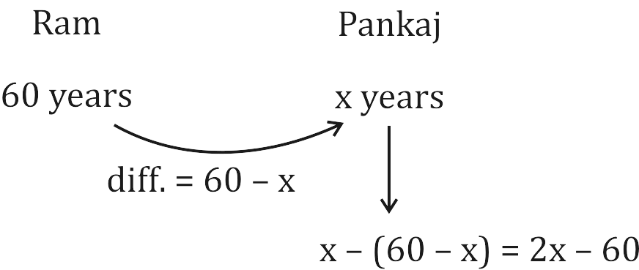 Ram Pankaj
60 years x years
diff. = 60 – x
x – (60 – x) = 2x – 60